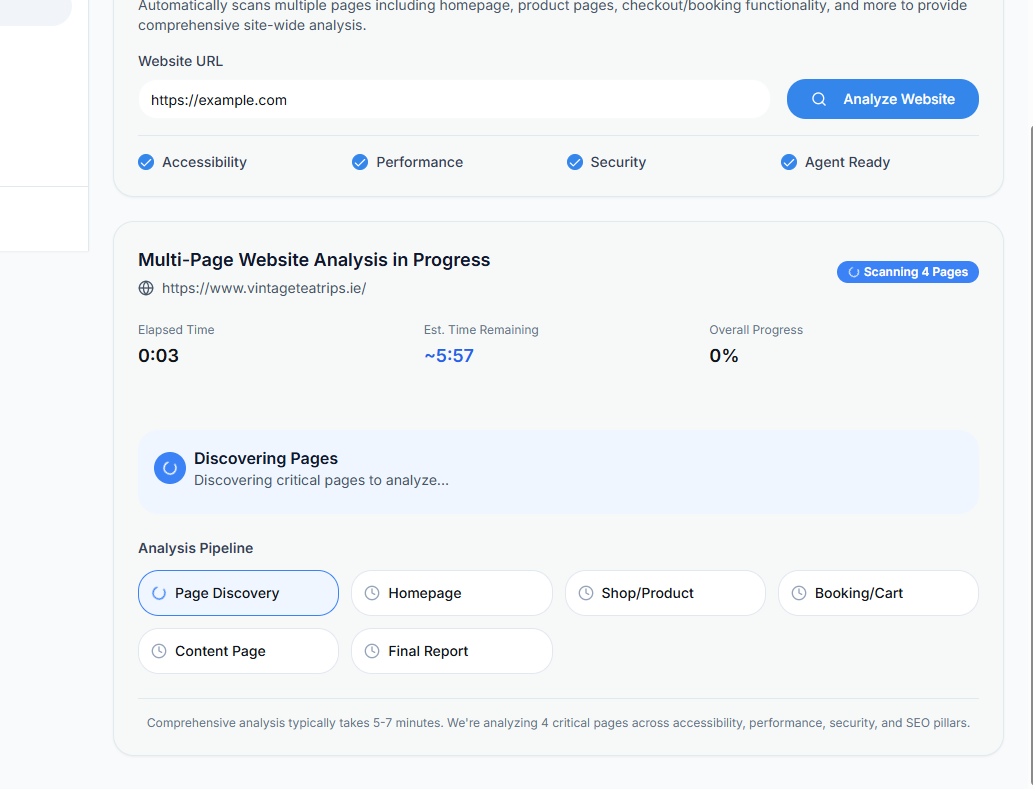 Automatically scans multiple pages including homepage, product pages, checkout/booking functionality, and more to provide
comprehensive site-wide analysis.
Website URL
https://example.com
Analyze Website
Accessibility
Performance
Security
Agent Ready
Multi-Page Website Analysis in Progress
Scanning 4 Pages
https://www.vintageteatrips.ie/
Elapsed Time
Est. Time Remaining
Overall Progress
0:03
~5:57
0%
Discovering Pages
Discovering critical pages to analyze...
Analysis Pipeline
Page Discovery
Homepage
Shop/Product
Booking/Cart
Content Page
Final Report
Comprehensive analysis typically takes 5-7 minutes. We're analyzing 4 critical pages across accessibility, performance, security, and SEO pillars.